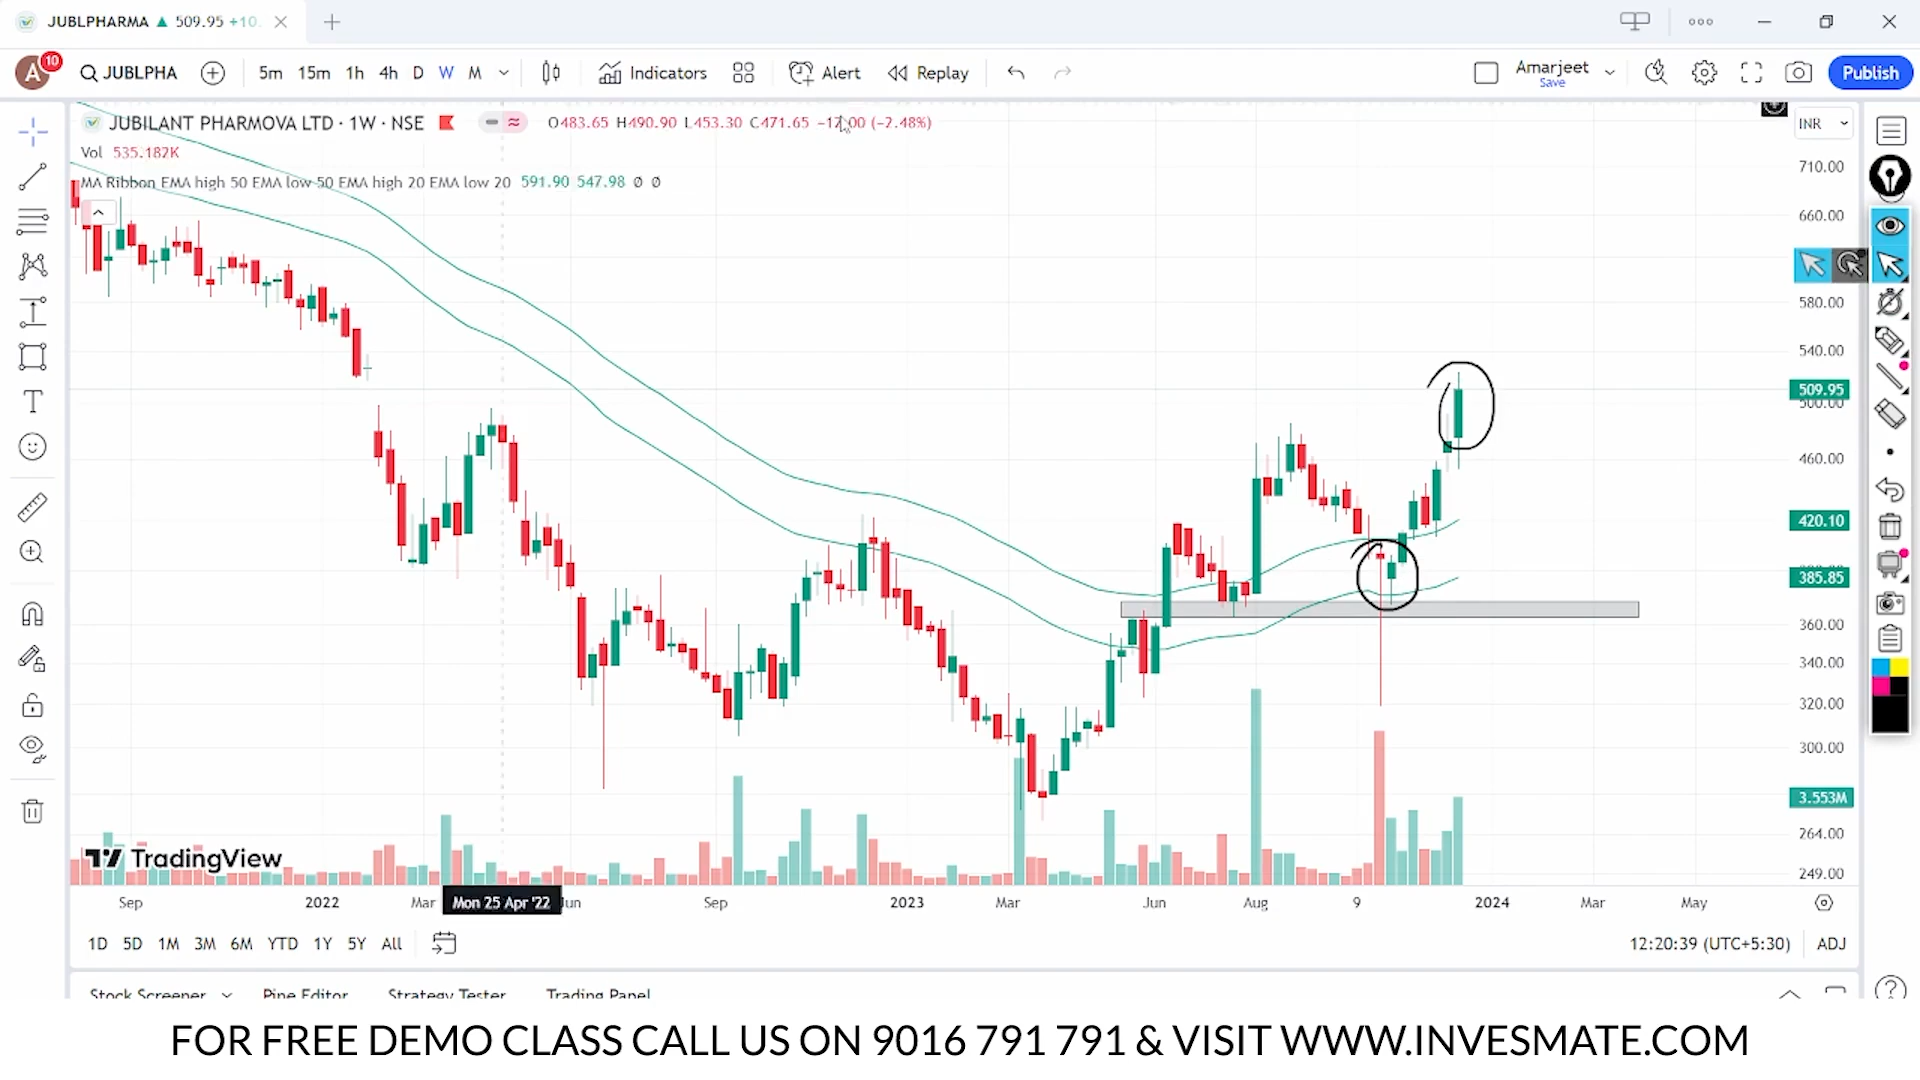 JUBLPHARMA ▲ 509.95 +10.
A 10 JUBLPHA 5m 15m 1h 4h D W M Indicators Alert Replay Amarjeet Save Publish
JUBILANT PHARMOVA LTD · 1W · NSE O483.65 H490.90 L453.30 C471.65 −12.00 (−2.48%) INR
Vol 535.182K
MA Ribbon EMA high 50 EMA low 50 EMA high 20 EMA low 20 591.90 547.98 ∅ ∅
710.00
660.00
580.00
540.00
509.95
500.00
460.00
420.10
385.85
360.00
340.00
320.00
300.00
3.553M
264.00
249.00
TradingView
Sep 2022 Mar Mon 25 Apr '22 Jun Sep 2023 Mar Jun Aug 9 2024 Mar May
1D 5D 1M 3M 6M YTD 1Y 5Y All 12:20:39 (UTC+5:30) ADJ
Stock Screener Pine Editor Strategy Tester Trading Panel
FOR FREE DEMO CLASS CALL US ON 9016 791 791 & VISIT WWW.INVESMATE.COM